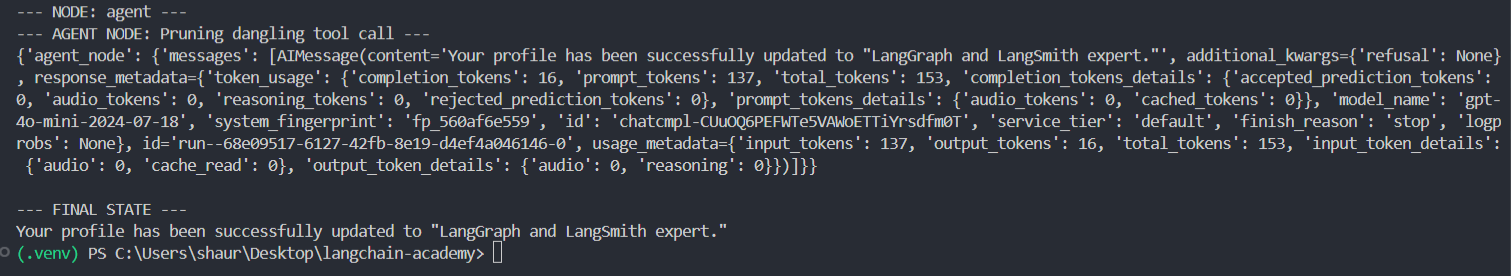 --- NODE: agent ---
--- AGENT NODE: Pruning dangling tool call ---
{'agent_node': {'messages': [AIMessage(content='Your profile has been successfully updated to "LangGraph and LangSmith expert."', additional_kwargs={'refusal': None}
, response_metadata={'token_usage': {'completion_tokens': 16, 'prompt_tokens': 137, 'total_tokens': 153, 'completion_tokens_details': {'accepted_prediction_tokens':
0, 'audio_tokens': 0, 'reasoning_tokens': 0, 'rejected_prediction_tokens': 0}, 'prompt_tokens_details': {'audio_tokens': 0, 'cached_tokens': 0}}, 'model_name': 'gpt-
4o-mini-2024-07-18', 'system_fingerprint': 'fp_560af6e559', 'id': 'chatcmpl-CUuOQ6PEFWTe5VAWoETTiYrsdfm0T', 'service_tier': 'default', 'finish_reason': 'stop', 'logp
robs': None}, id='run--68e09517-6127-42fb-8e19-d4ef4a046146-0', usage_metadata={'input_tokens': 137, 'output_tokens': 16, 'total_tokens': 153, 'input_token_details':
{'audio': 0, 'cache_read': 0}, 'output_token_details': {'audio': 0, 'reasoning': 0}})]}}
--- FINAL STATE ---
Your profile has been successfully updated to "LangGraph and LangSmith expert."
(.venv) PS C:\Users\shaur\Desktop\langchain-academy>